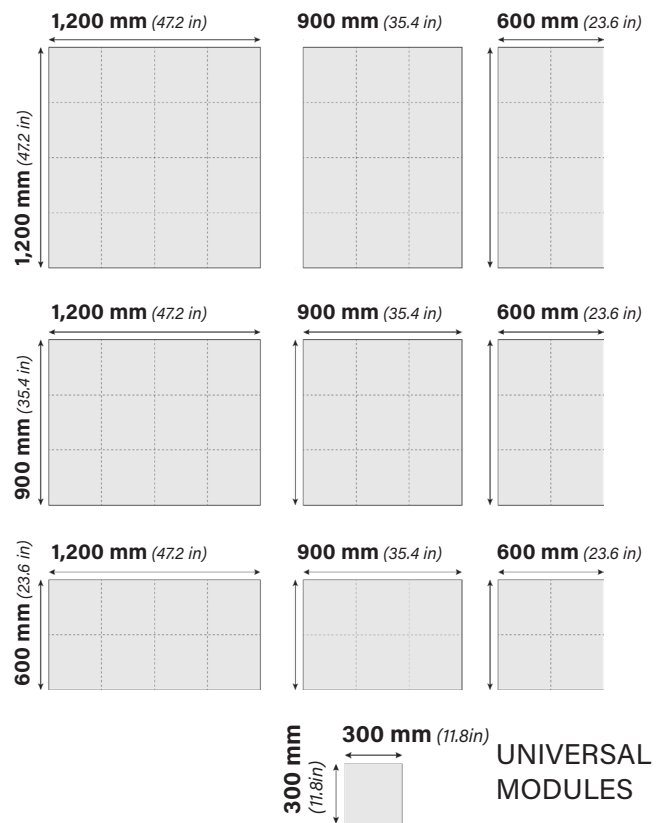 1,200 mm (47.2 in)
900 mm (35.4 in)
600 mm (23.6 in)
1,200 mm (47.2 in)
1,200 mm (47.2 in)
900 mm (35.4 in)
600 mm (23.6 in)
900 mm (35.4 in)
1,200 mm (47.2 in)
900 mm (35.4 in)
600 mm (23.6 in)
600 mm (23.6 in)
300 mm (11.8in)
300 mm
(11.8in)
UNIVERSAL
MODULES